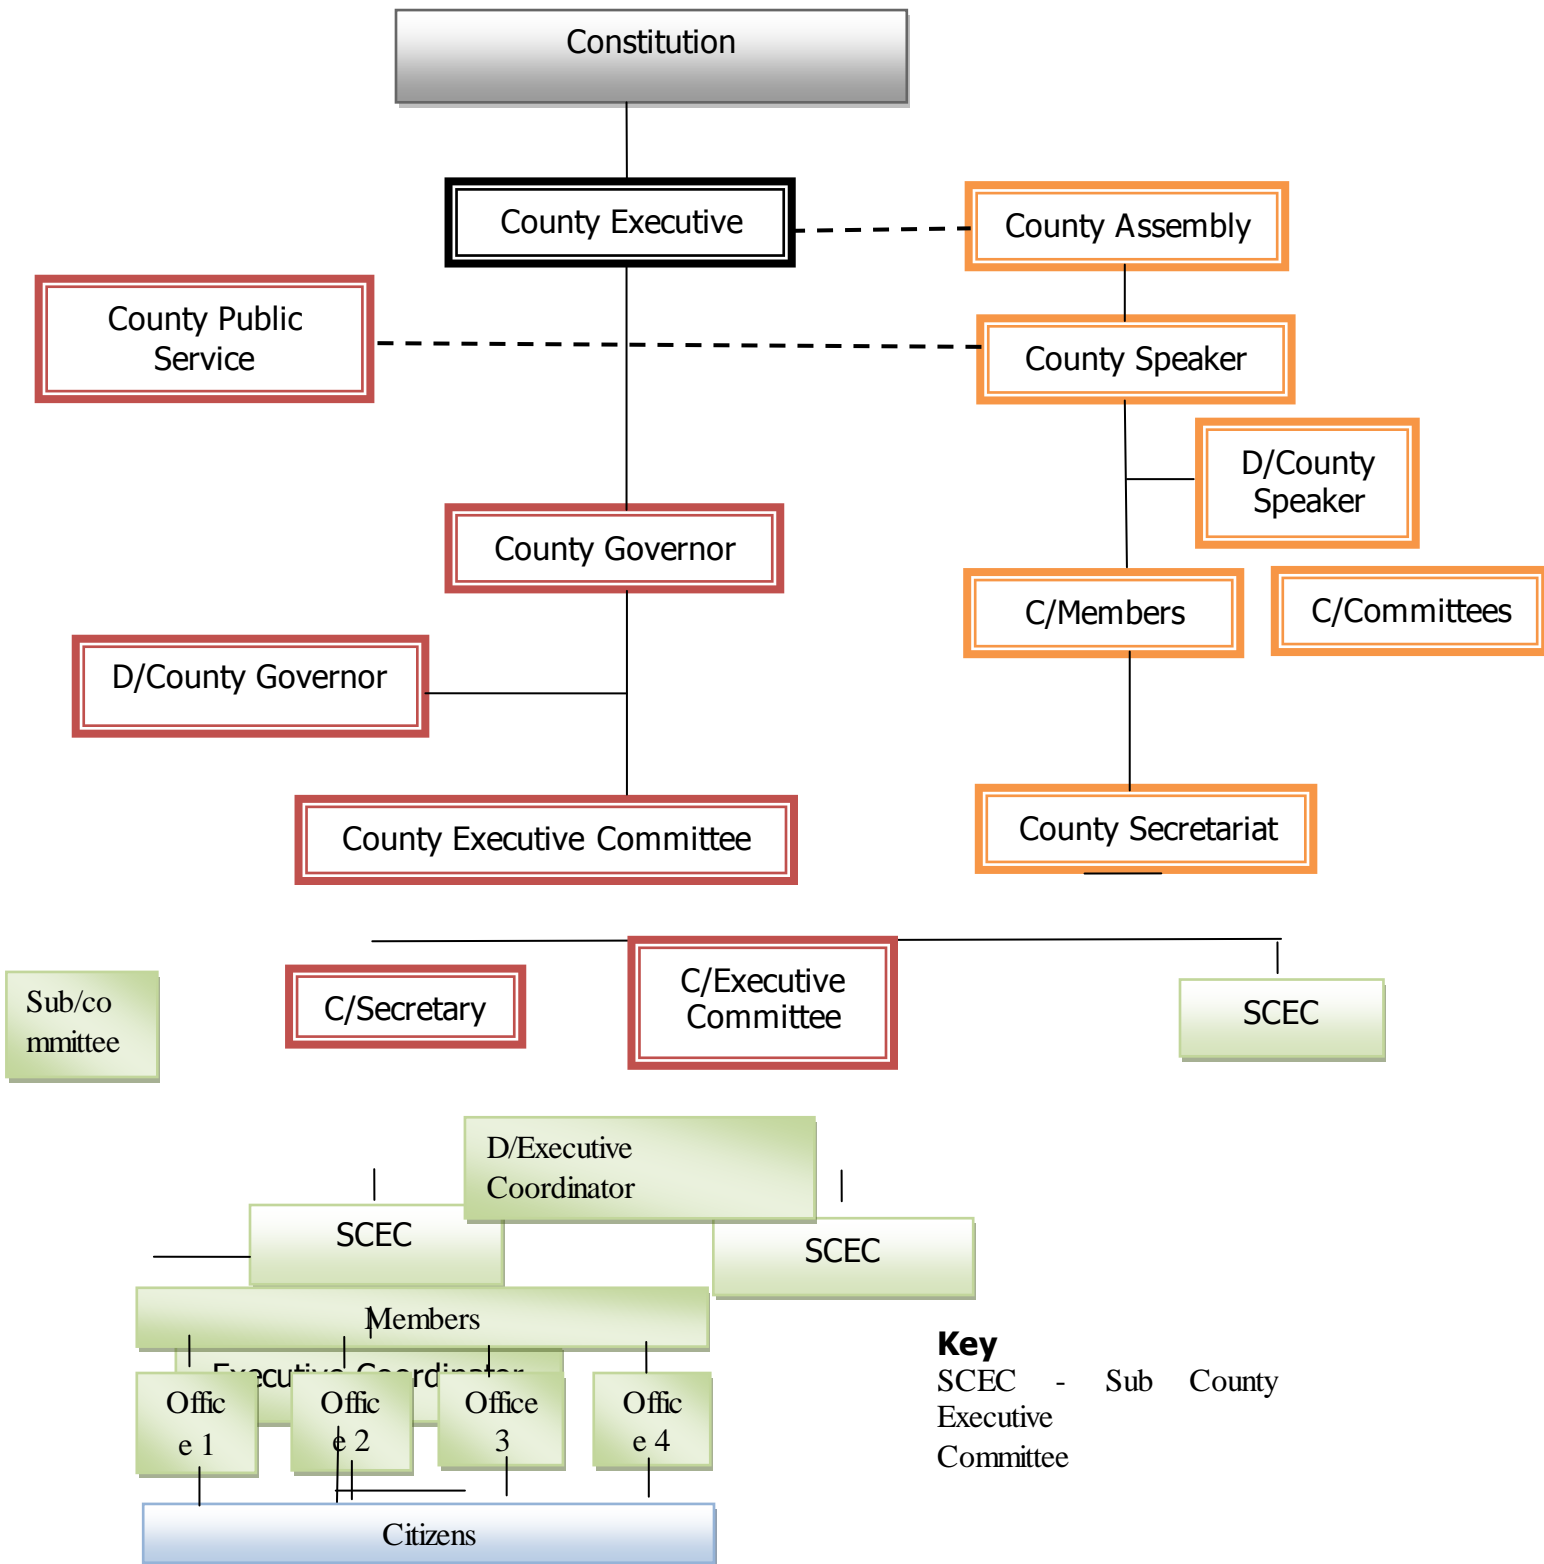 Constitution
County Executive
County Assembly
County Public
Service
County Speaker
D/County
Speaker
County Governor
C/Members
C/Committees
D/County Governor
County Executive Committee
County Secretariat
Sub/co
mmittee
C/Secretary
C/Executive
Committee
SCEC
D/Executive
Coordinator
SCEC
SCEC
Members
Executive Coordinator
Offic
e 1
Offic
e 2
Office
3
Offic
e 4
Citizens
Key
SCEC - Sub County
Executive
Committee